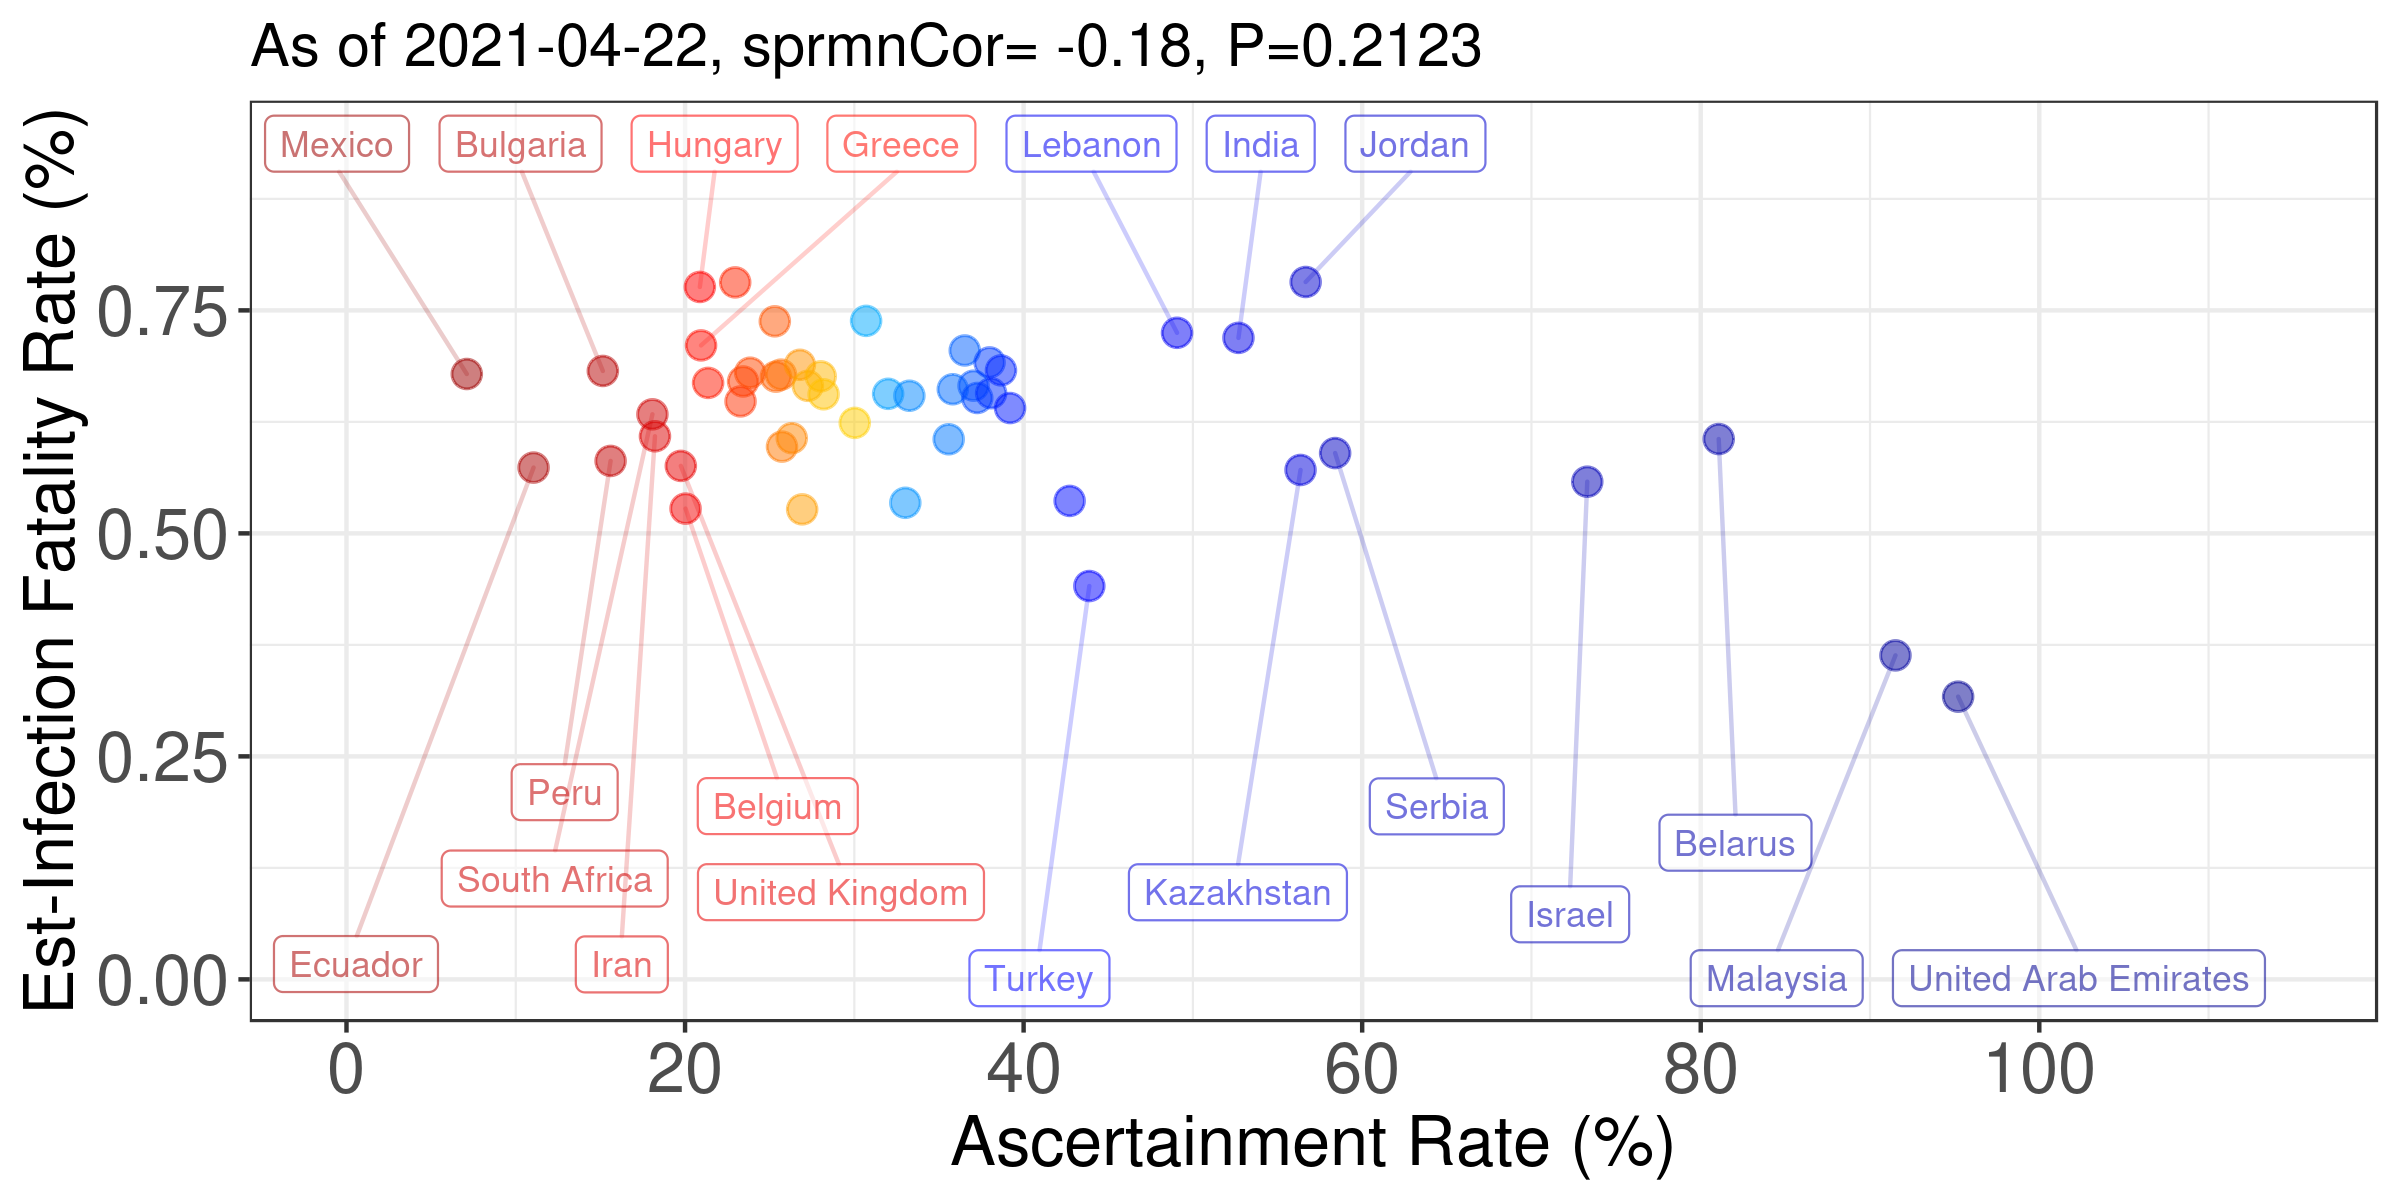 As of 2021-04-22, sprmnCor= -0.18, P=0.2123
Est-Infection Fatality Rate (%)
0.75
0.50
0.25
0.00
Mexico
Bulgaria
Hungary
Greece
Lebanon
India
Jordan
Peru
Belgium
Serbia
Belarus
South Africa
United Kingdom
Kazakhstan
Israel
Ecuador
Iran
Turkey
Malaysia
United Arab Emirates
0
20
40
60
80
100
Ascertainment Rate (%)